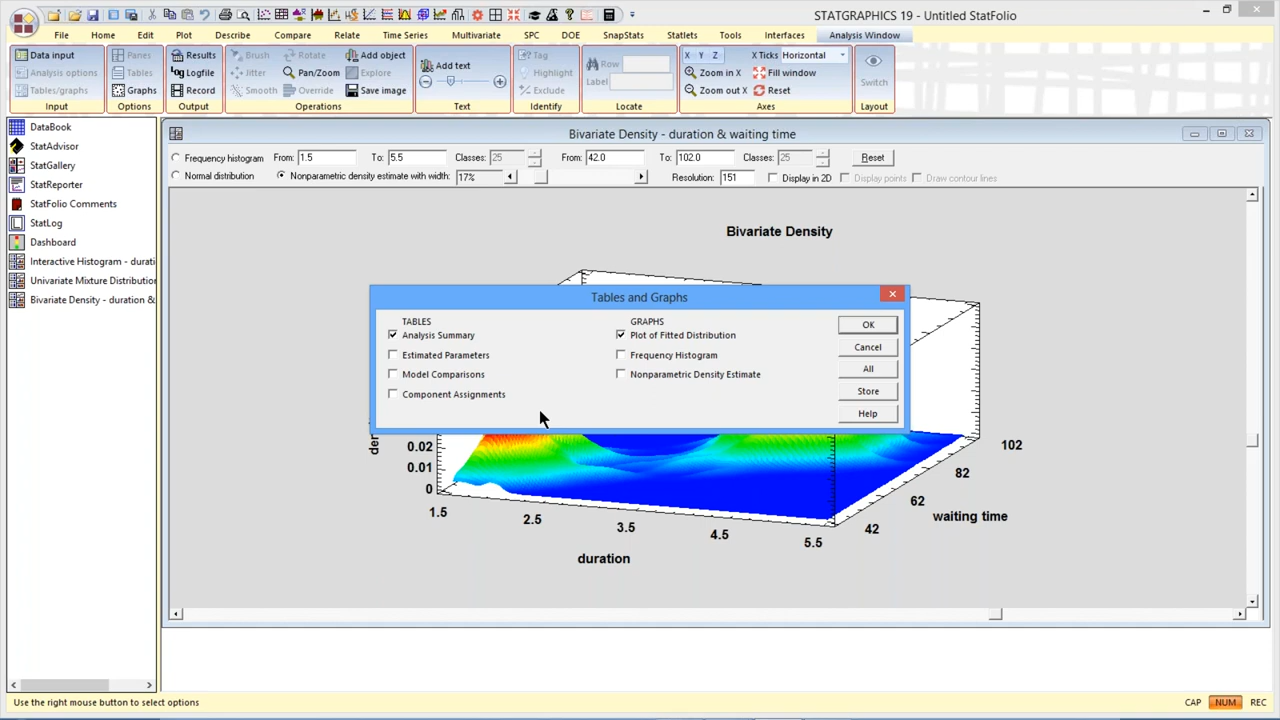 STATGRAPHICS 19 - Untitled StatFolio
File Home Edit Plot Describe Compare Relate Time Series Multivariate SPC DOE SnapStats Statlets Tools Interfaces Analysis Window
Data input Panes Results Brush Rotate Add object Add text Tag Row X Y Z X Ticks Horizontal
Analysis options Tables Logfile Jitter Pan/Zoom Explore Highlight Label Zoom in X Fill window Switch
Tables/graphs Graphs Record Smooth Override Save image Exclude Zoom out X Reset
Input Options Output Operations Text Identify Locate Axes Layout
DataBook
StatAdvisor
StatGallery
StatReporter
StatFolio Comments
StatLog
Dashboard
Interactive Histogram - durati
Univariate Mixture Distribution
Bivariate Density - duration &
Bivariate Density - duration & waiting time
Frequency histogram From: 1.5 To: 5.5 Classes: 25 From: 42.0 To: 102.0 Classes: 25 Reset
Normal distribution Nonparametric density estimate with width: 17% Resolution: 151 Display in 2D Display points Draw contour lines
Bivariate Density
Tables and Graphs
TABLES GRAPHS
Analysis Summary Plot of Fitted Distribution OK
Estimated Parameters Frequency Histogram Cancel
Model Comparisons Nonparametric Density Estimate All
Component Assignments Store
Help
0.02
0.01
0
1.5
2.5
3.5
4.5
5.5
duration
42
62
82
102
waiting time
Use the right mouse button to select options CAP NUM REC